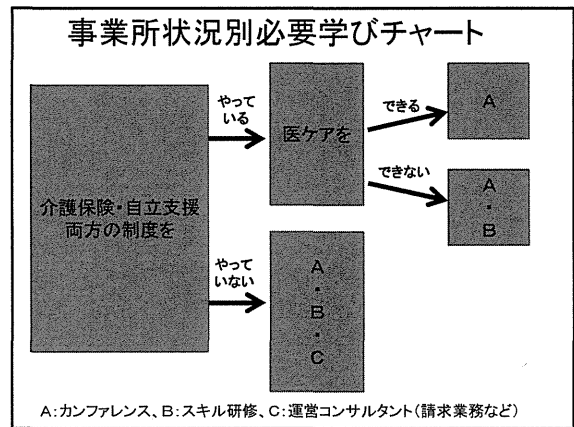 事業所状況別必要学びチャート
介護保険・自立支援
両方の制度を
やって
いる
医ケアを
できる
A
できない
A
・
B
やって
いない
A
・
B
・
C
A:カンファレンス、B:スキル研修、C:運営コンサルタント(請求業務など)